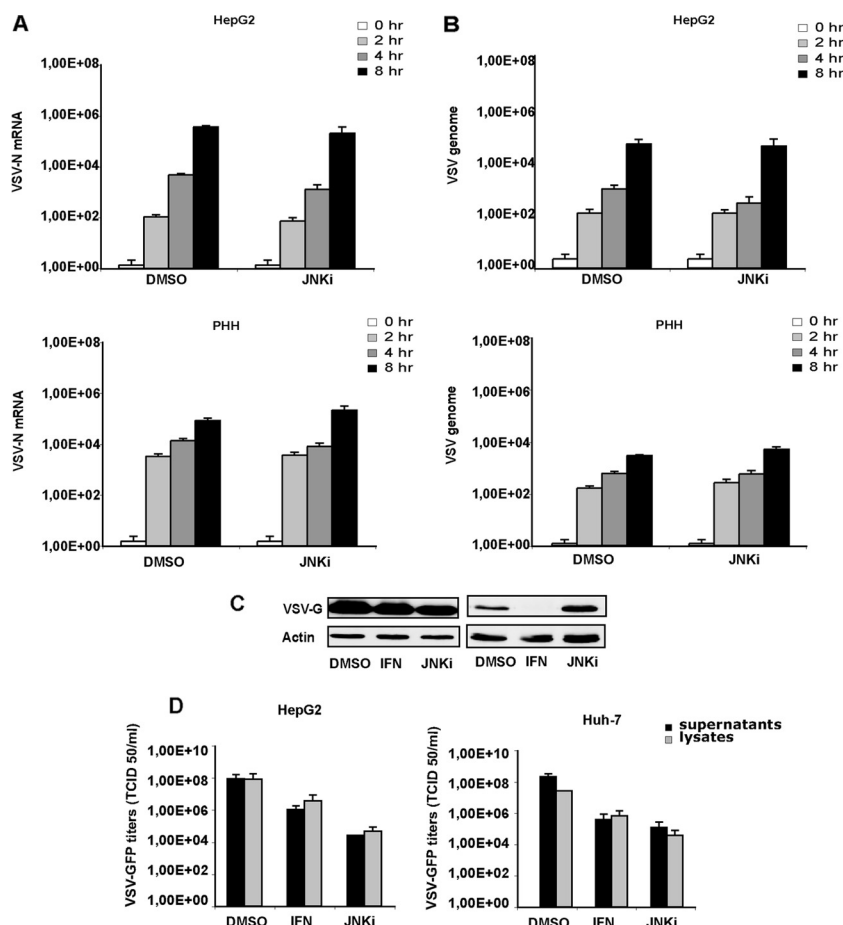 A
HepG2
0 hr
2 hr
4 hr
8 hr
VSV-N mRNA
1,00E+08
1,00E+06
1,00E+04
1,00E+02
1,00E+00
DMSO
JNKi
B
HepG2
0 hr
2 hr
4 hr
8 hr
VSV genome
1,00E+08
1,00E+06
1,00E+04
1,00E+02
1,00E+00
DMSO
JNKi
PHH
0 hr
2 hr
4 hr
8 hr
VSV-N mRNA
1,00E+08
1,00E+06
1,00E+04
1,00E+02
1,00E+00
DMSO
JNKi
PHH
0 hr
2 hr
4 hr
8 hr
VSV genome
1,00E+08
1,00E+06
1,00E+04
1,00E+02
1,00E+00
DMSO
JNKi
C
VSV-G
Actin
DMSO IFN JNKi
DMSO IFN JNKi
D
HepG2
VSV-GFP titers (TCID 50/ml)
1,00E+10
1,00E+08
1,00E+06
1,00E+04
1,00E+02
1,00E+00
DMSO IFN JNKi
Huh-7
supernatants
lysates
VSV-GFP titers (TCID 50/ml)
1,00E+10
1,00E+08
1,00E+06
1,00E+04
1,00E+02
1,00E+00
DMSO IFN JNKi